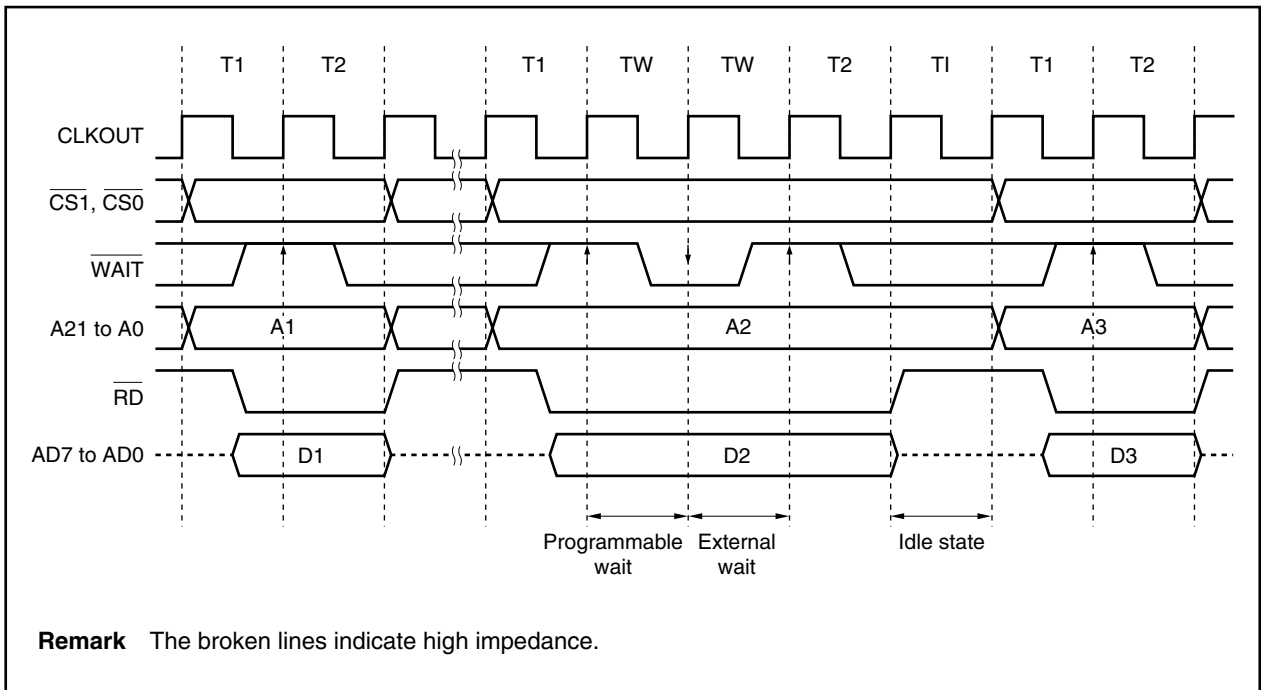 T1 T2 T1 TW TW T2 TI T1 T2
CLKOUT
CS1, CS0
WAIT
A21 to A0 A1 A2 A3
RD
AD7 to AD0 D1 D2 D3
Programmable External Idle state
wait wait
Remark The broken lines indicate high impedance.